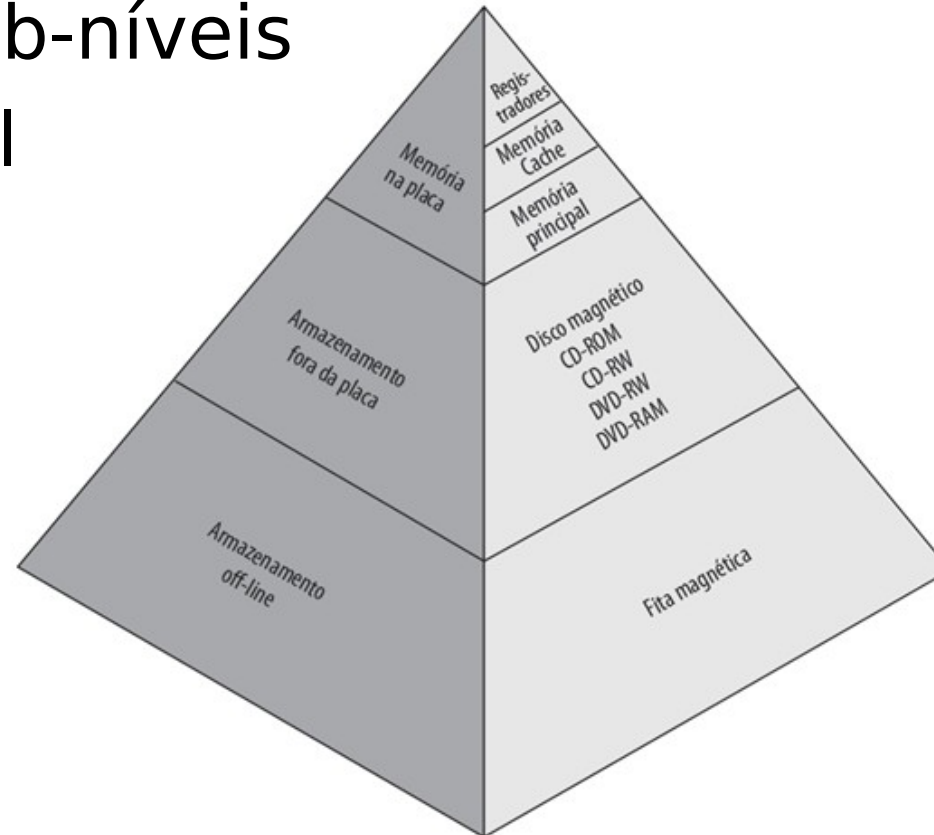 b-níveis
l
Regis-
tradores
Memória
Cache
Memória
principal
Memória
na placa
Disco magnético
CD-ROM
CD-RW
DVD-RW
DVD-RAM
Armazenamento
fora da placa
Armazenamento
off-line
Fita magnética